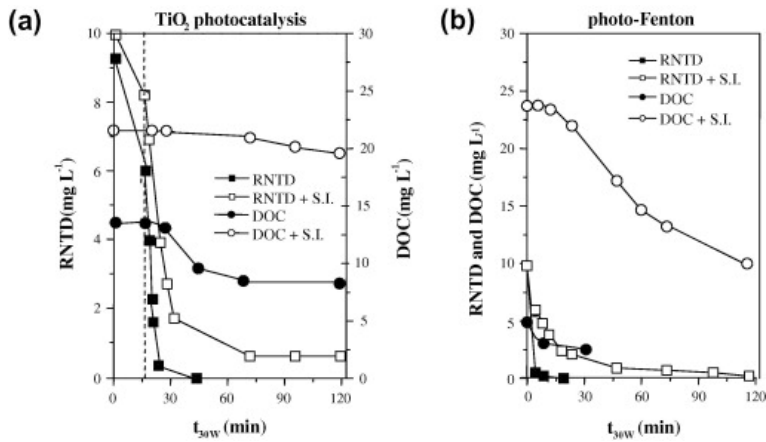 (a)
TiO₂ photocatalysis
RNTD(mg L⁻¹)
10
8
6
4
2
0
DOC(mg L⁻¹)
30
25
20
15
10
5
0
RNTD
RNTD + S.I.
DOC
DOC + S.I.
0 30 60 90 120
t30W (min)
(b)
photo-Fenton
RNTD and DOC (mg L⁻¹)
30
25
20
15
10
5
0
RNTD
RNTD + S.I.
DOC
DOC + S.I.
0 30 60 90 120
t30W (min)